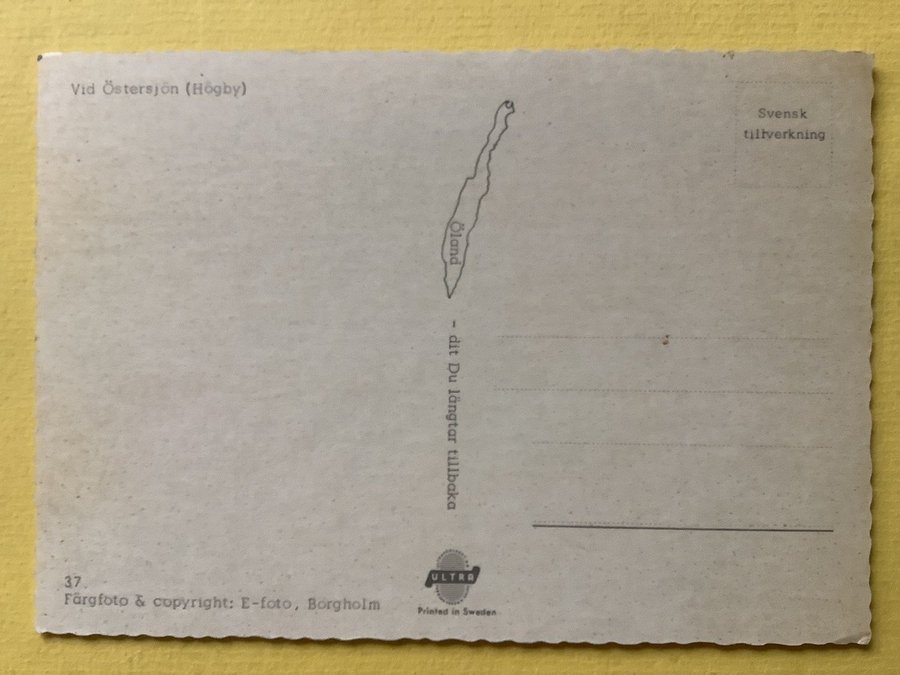 Vid Östersjön (Högby)
Svensk
tillverkning
Öland
- dit Du längtar tillbaka
37
Färgfoto & copyright: E-foto, Borgholm
ULTRA
Printed in Sweden